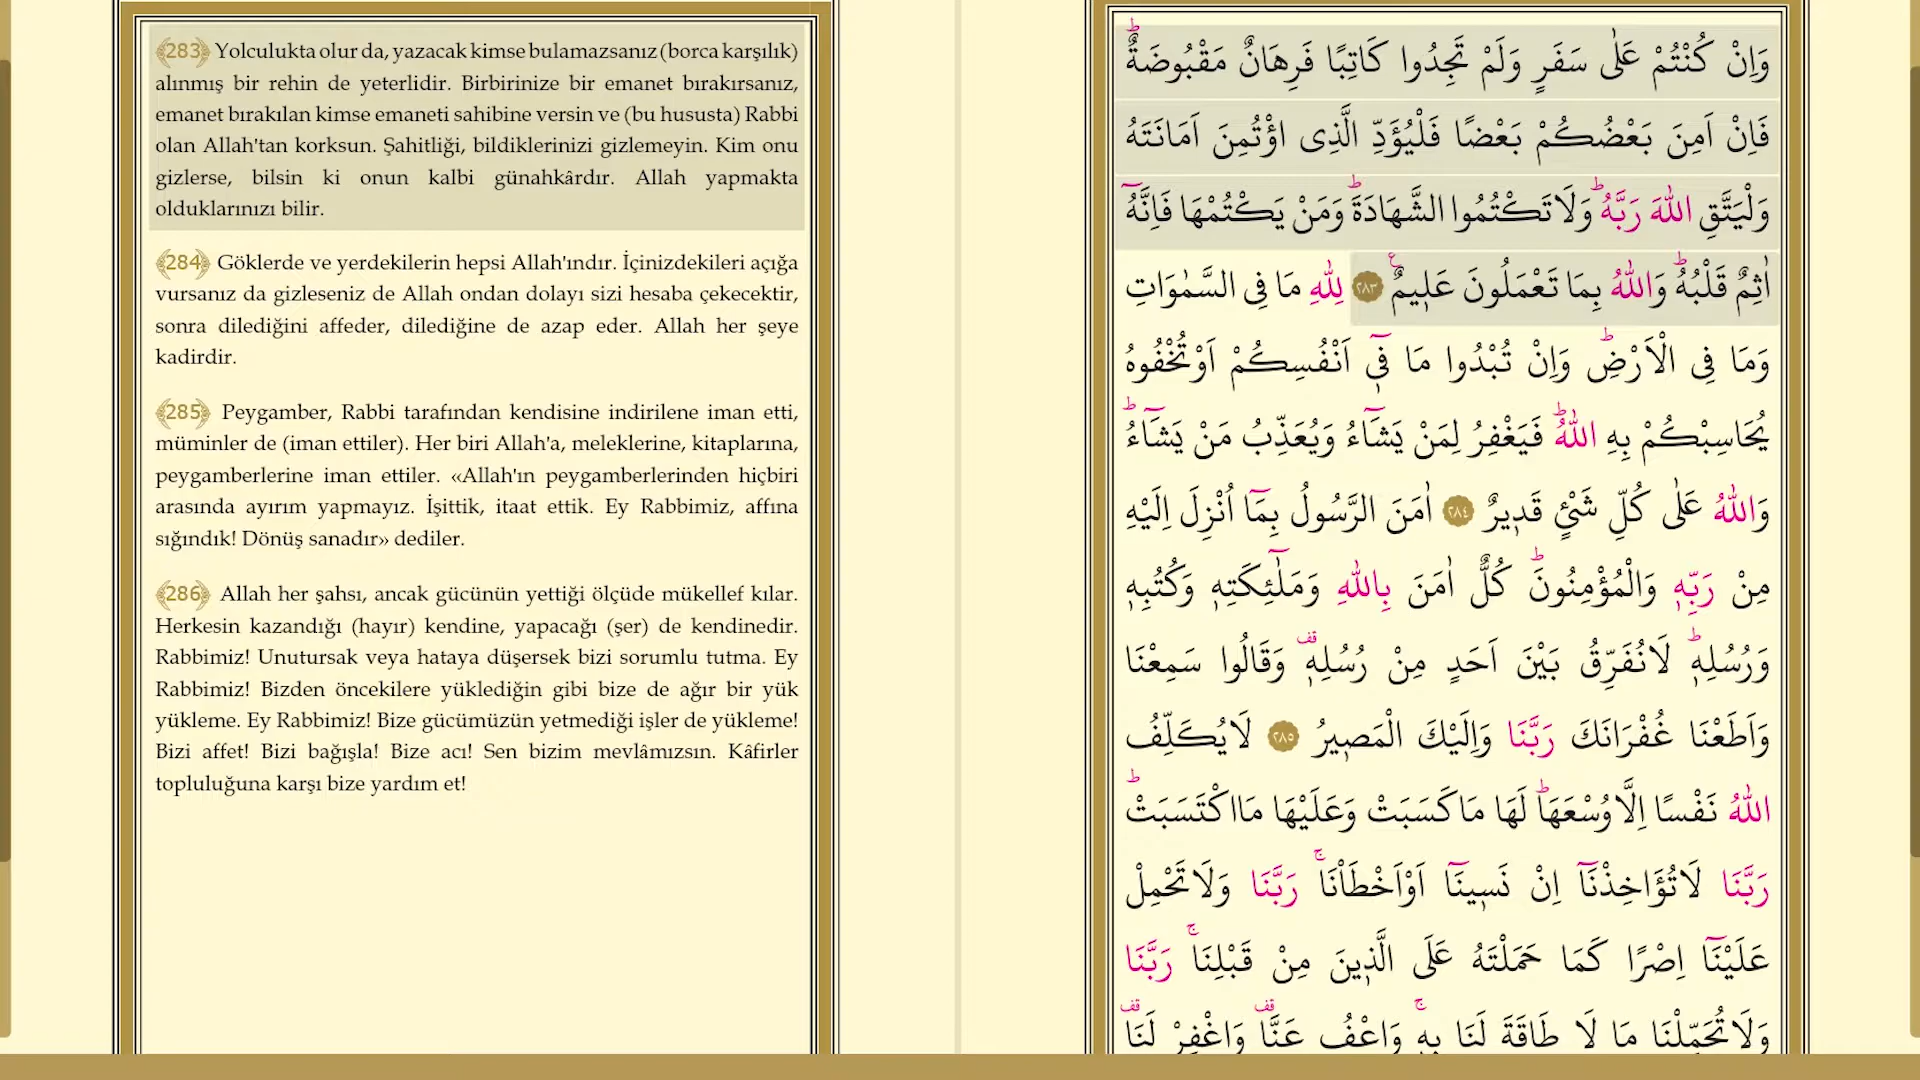 ﴾283﴿ Yolculukta olur da, yazacak kimse bulamazsanız (borca karşılık)
alınmış bir rehin de yeterlidir. Birbirinize bir emanet bırakırsanız,
emanet bırakılan kimse emaneti sahibine versin ve (bu hususta) Rabbi
olan Allah'tan korksun. Şahitliği, bildiklerinizi gizlemeyin. Kim onu
gizlerse, bilsin ki onun kalbi günahkârdır. Allah yapmakta
olduklarınızı bilir.
﴾284﴿ Göklerde ve yerdekilerin hepsi Allah'ındır. İçinizdekileri açığa
vursanız da gizleseniz de Allah ondan dolayı sizi hesaba çekecektir,
sonra dilediğini affeder, dilediğine de azap eder. Allah her şeye
kadirdir.
﴾285﴿ Peygamber, Rabbi tarafından kendisine indirilene iman etti,
müminler de (iman ettiler). Her biri Allah'a, meleklerine, kitaplarına,
peygamberlerine iman ettiler. «Allah'ın peygamberlerinden hiçbiri
arasında ayırım yapmayız. İşittik, itaat ettik. Ey Rabbimiz, affına
sığındık! Dönüş sanadır» dediler.
﴾286﴿ Allah her şahsı, ancak gücünün yettiği ölçüde mükellef kılar.
Herkesin kazandığı (hayır) kendine, yapacağı (şer) de kendinedir.
Rabbimiz! Unutursak veya hataya düşersek bizi sorumlu tutma. Ey
Rabbimiz! Bizden öncekilere yüklediğin gibi bize de ağır bir yük
yükleme. Ey Rabbimiz! Bize gücümüzün yetmediği işler de yükleme!
Bizi affet! Bizi bağışla! Bize acı! Sen bizim mevlâmızsın. Kâfirler
topluluğuna karşı bize yardım et!
وَاِنْ كُنْتُمْ عَلٰى سَفَرٍ وَلَمْ تَجِدُوا كَاتِبًا فَرِهَانٌ مَقْبُوضَةٌۜ
فَاِنْ اَمِنَ بَعْضُكُمْ بَعْضًا فَلْيُؤَدِّ الَّذِى اؤْتُمِنَ اَمَانَتَهُ
وَلْيَتَّقِ اللّٰهَ رَبَّهُۜ وَلَا تَكْتُمُوا الشَّهَادَةَۜ وَمَنْ يَكْتُمْهَا فَاِنَّهُٓ
اٰثِمٌ قَلْبُهُۜ وَاللّٰهُ بِمَا تَعْمَلُونَ عَل۪يمٌ۟ ﴿٢٨٣﴾ لِلّٰهِ مَا فِى السَّمٰوَاتِ
وَمَا فِى الْاَرْضِۜ وَاِنْ تُبْدُوا مَا ف۪ٓى اَنْفُسِكُمْ اَوْ تُخْفُوهُ
يُحَاسِبْكُمْ بِهِ اللّٰهُۜ فَيَغْفِرُ لِمَنْ يَشَٓاءُ وَيُعَذِّبُ مَنْ يَشَٓاءُۜ
وَاللّٰهُ عَلٰى كُلِّ شَىْءٍ قَد۪يرٌ ﴿٢٨٤﴾ اٰمَنَ الرَّسُولُ بِمَٓا اُنْزِلَ اِلَيْهِ
مِنْ رَبِّه۪ وَالْمُؤْمِنُونَۜ كُلٌّ اٰمَنَ بِاللّٰهِ وَمَلٰٓئِكَتِه۪ وَكُتُبِه۪
وَرُسُلِه۪ۜ لَا نُفَرِّقُ بَيْنَ اَحَدٍ مِنْ رُسُلِه۪۠ وَقَالُوا سَمِعْنَا
وَاَطَعْنَا غُفْرَانَكَ رَبَّنَا وَاِلَيْكَ الْمَص۪يرُ ﴿٢٨٥﴾ لَا يُكَلِّفُ
اللّٰهُ نَفْسًا اِلَّا وُسْعَهَاۜ لَهَا مَا كَسَبَتْ وَعَلَيْهَا مَا اكْتَسَبَتْۜ
رَبَّنَا لَا تُؤَاخِذْنَٓا اِنْ نَس۪ينَٓا اَوْ اَخْطَأْنَاۚ رَبَّنَا وَلَا تَحْمِلْ
عَلَيْنَٓا اِصْرًا كَمَا حَمَلْتَهُ عَلَى الَّذ۪ينَ مِنْ قَبْلِنَاۚ رَبَّنَا
وَلَا تُحَمِّلْنَا مَا لَا طَاقَةَ لَنَا بِه۪ۚ وَاعْفُ عَنَّا۠ وَاغْفِرْ لَنَا۠